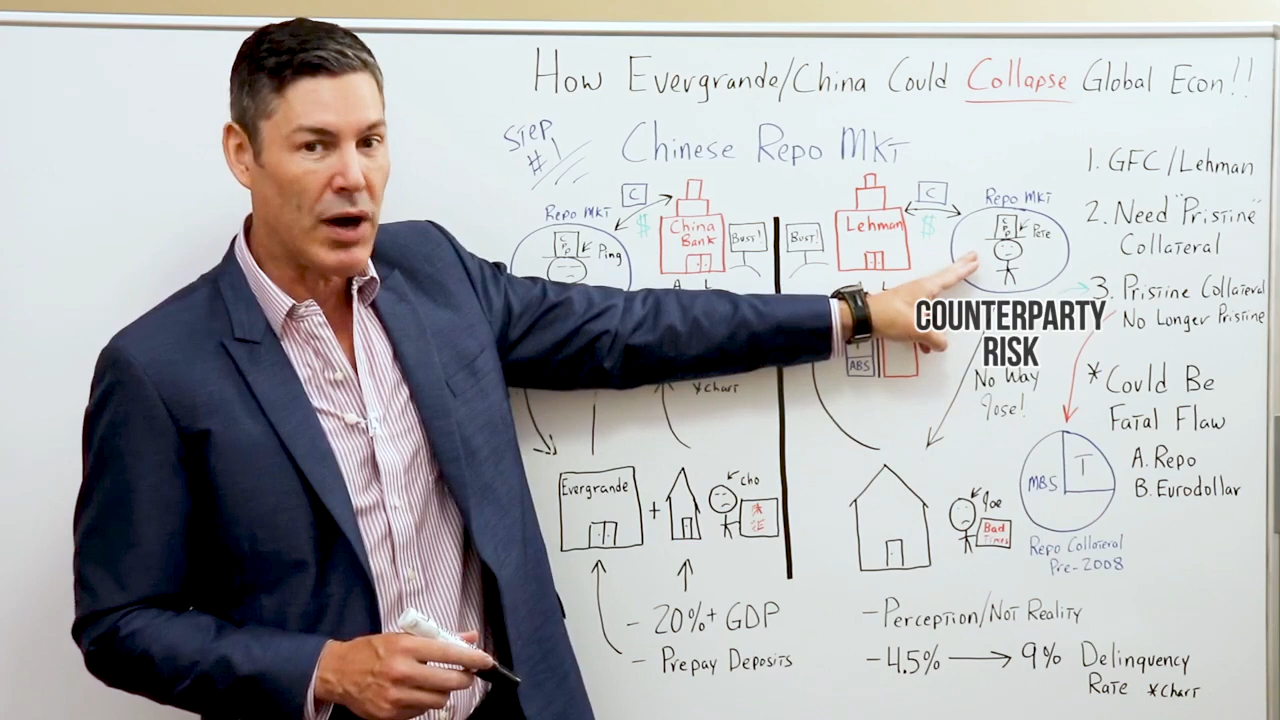 How Evergrande/China Could Collapse Global Econ!!
STEP #1
Chinese Repo MKT
Repo MKT
C
$
China
Bank
Bust!
C
P
P
Ping
A L
*chart
Evergrande
+
cho
- 20%+ GDP
- Prepay Deposits
Bust!
Lehman
C
$
Repo MKT
C
P
P
Pete
L
COUNTERPARTY
RISK
ABS
No Way
Jose!
Joe
Bad
Times
MBS T
Repo Collateral
Pre-2008
- Perception/Not Reality
- 4.5% → 9% Delinquency
Rate *Chart
1. GFC/Lehman
2. Need "Pristine"
Collateral
3. Pristine Collateral
No Longer Pristine
* Could Be
Fatal Flaw
A. Repo
B. Eurodollar